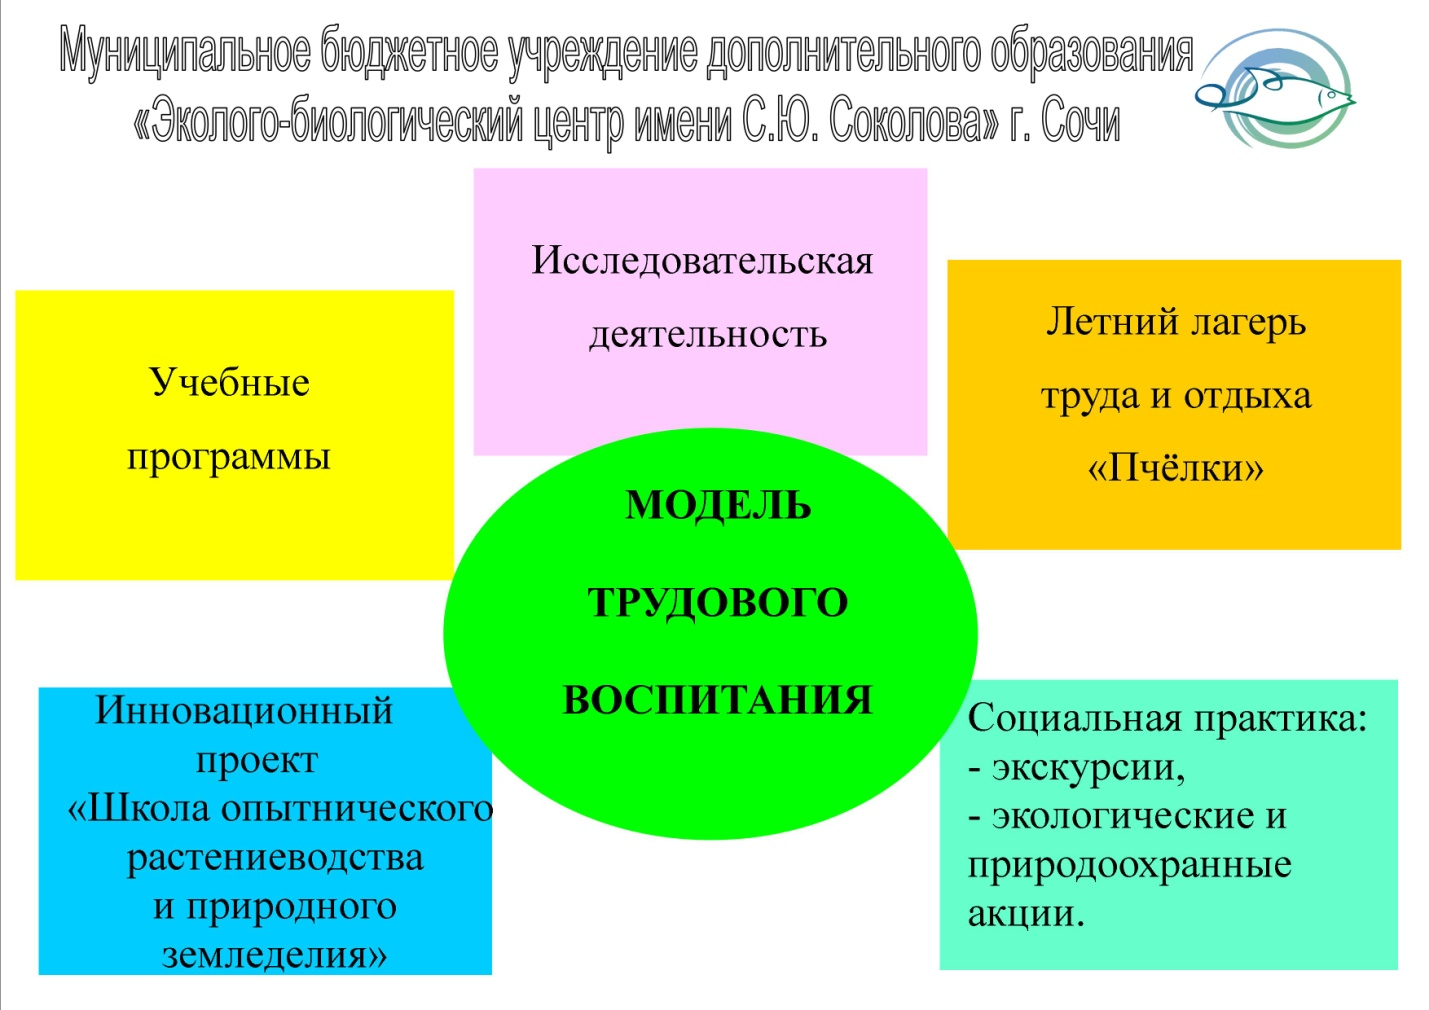 Муниципальное бюджетное учреждение дополнительного образования
«Эколого-биологический центр имени С.Ю. Соколова» г. Сочи
Исследовательская
деятельность
Летний лагерь
труда и отдыха
«Пчёлки»
Учебные
программы
МОДЕЛЬ
ТРУДОВОГО
ВОСПИТАНИЯ
Инновационный
проект
«Школа опытнического
растениеводства
и природного
земледелия»
Социальная практика:
- экскурсии,
- экологические и
природоохранные
акции.